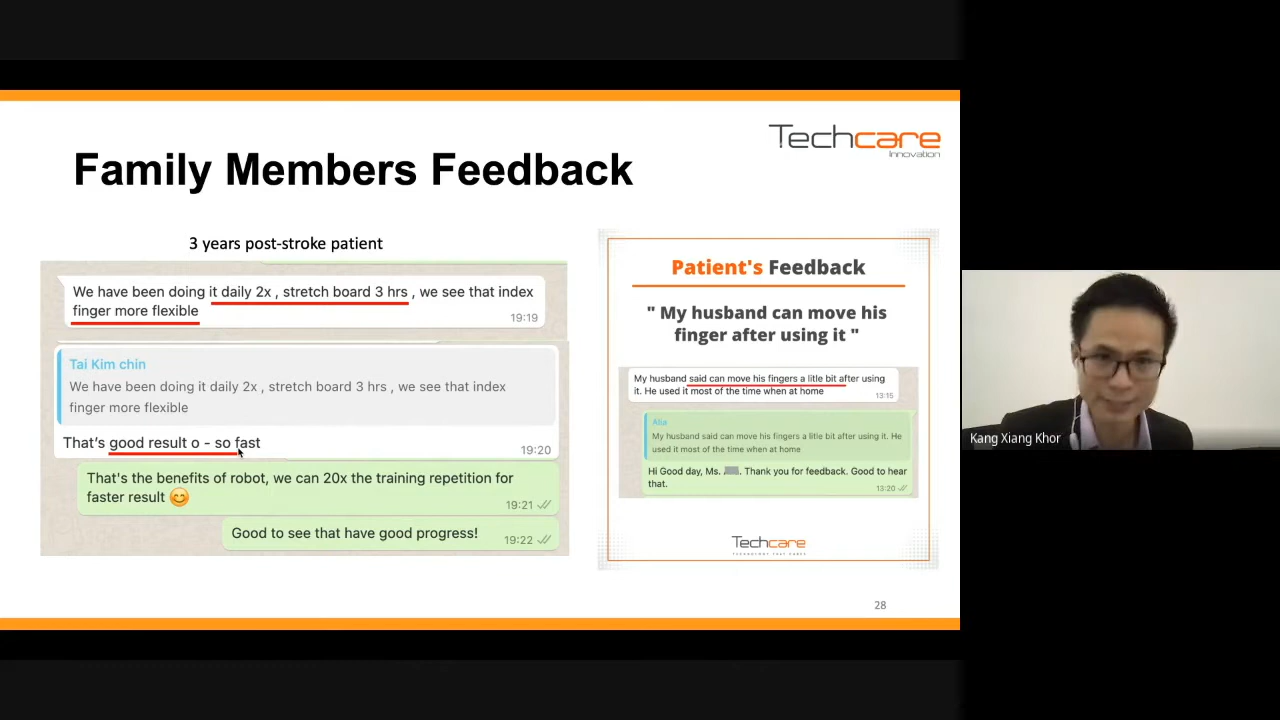 Techcare
Innovation
Family Members Feedback
3 years post-stroke patient
We have been doing it daily 2x , stretch board 3 hrs , we see that index
finger more flexible
19:19
Tai Kim chin
We have been doing it daily 2x , stretch board 3 hrs , we see that index
finger more flexible
That's good result o - so fast
19:20
That's the benefits of robot, we can 20x the training repetition for
faster result 😊
19:21
Good to see that have good progress!
19:22
Patient's Feedback
" My husband can move his
finger after using it "
My husband said can move his fingers a litle bit after using
it. He used it most of the time when at home
13:15
Alia
My husband said can move his fingers a litle bit after using it. He
used it most of the time when at home
Hi Good day, Ms. . Thank you for feedback. Good to hear
that.
13:20
Techcare
TECHNOLOGY THAT CARES
28
Kang Xiang Khor